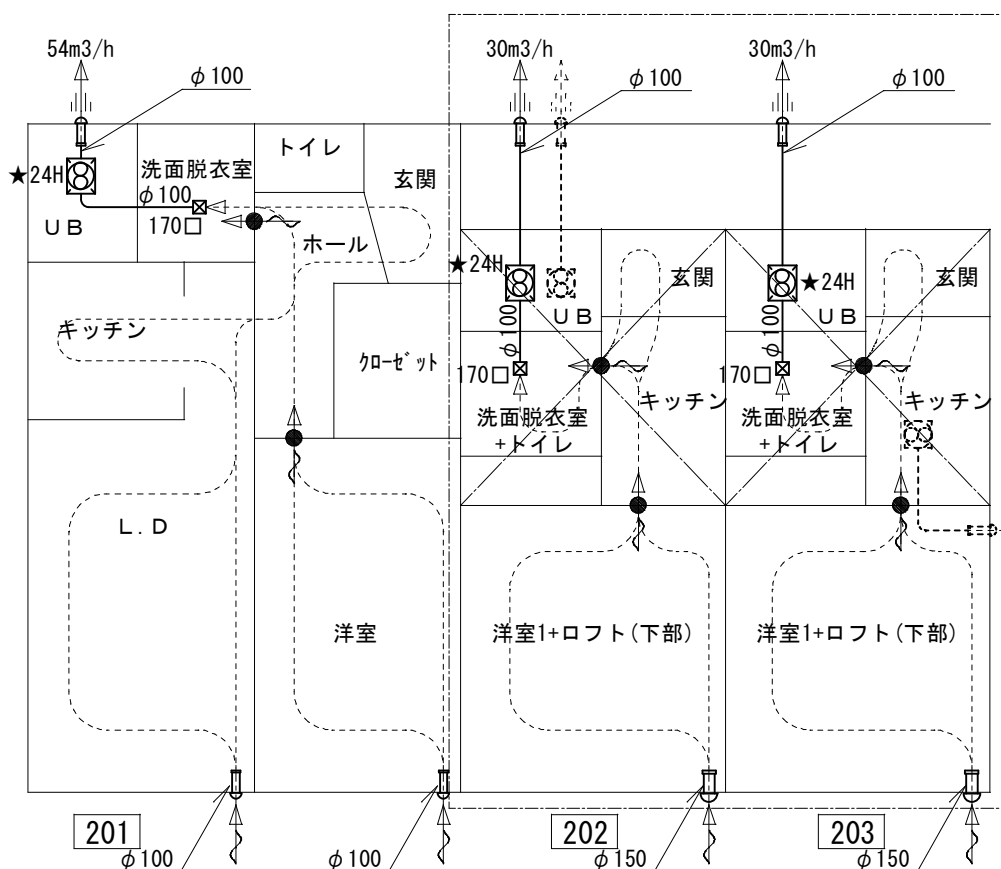 54m3/h
30m3/h
30m3/h
φ100
φ100
φ100
トイレ
洗面脱衣室
玄関
★24H
φ100
UB
170□
ホール
★24H
玄関
★24H
玄関
UB
UB
キッチン
φ100
φ100
クローゼット
170□
170□
キッチン
キッチン
洗面脱衣室
+トイレ
洗面脱衣室
+トイレ
L.D
洋室
洋室1+ロフト(下部)
洋室1+ロフト(下部)
201
202
203
φ100
φ100
φ150
φ150